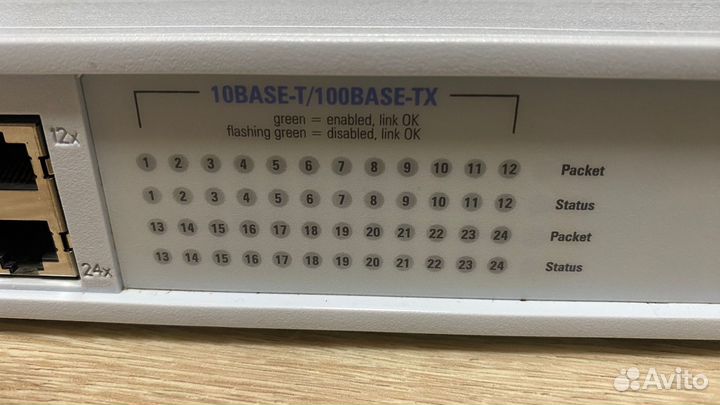 10BASE-T/100BASE-TX
green = enabled, link OK
flashing green = disabled, link OK
12x
1 2 3 4 5 6 7 8 9 10 11 12 Packet
1 2 3 4 5 6 7 8 9 10 11 12 Status
13 14 15 16 17 18 19 20 21 22 23 24 Packet
13 14 15 16 17 18 19 20 21 22 23 24 Status
24x
Avito